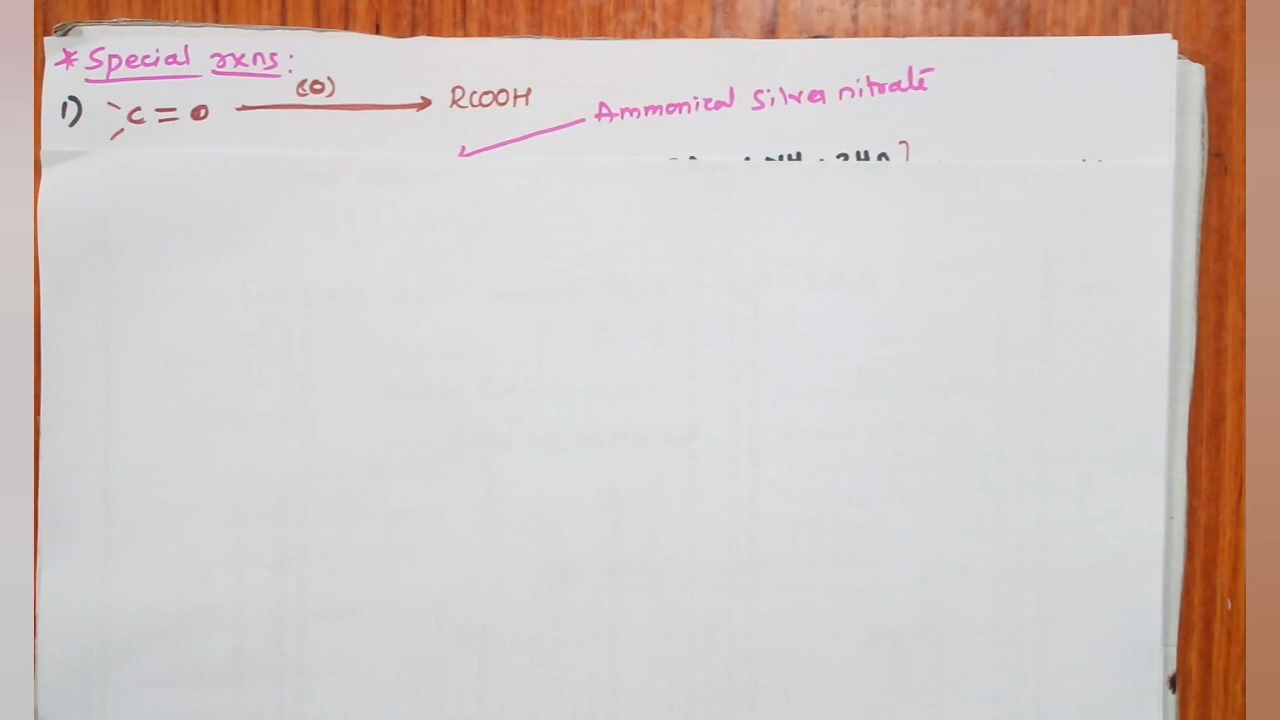 * Special rxns:
1) >C=O (O) → RCOOH
Ammonical silver nitrate